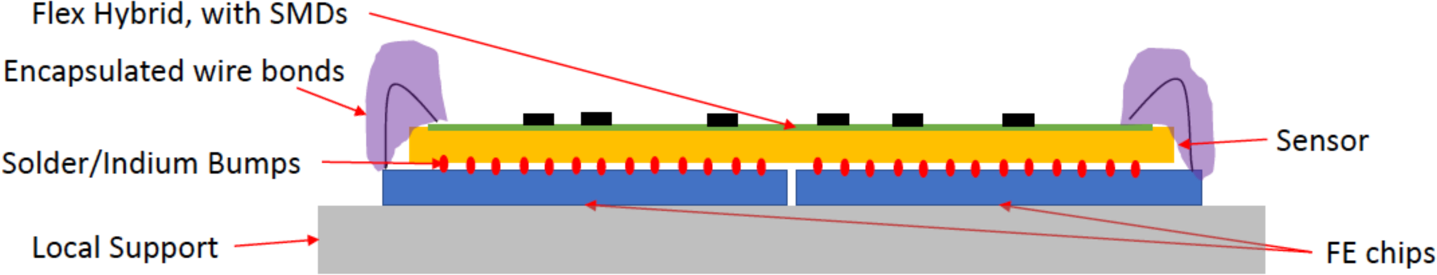 Flex Hybrid, with SMDs
Encapsulated wire bonds
Sensor
Solder/Indium Bumps
Local Support
FE chips